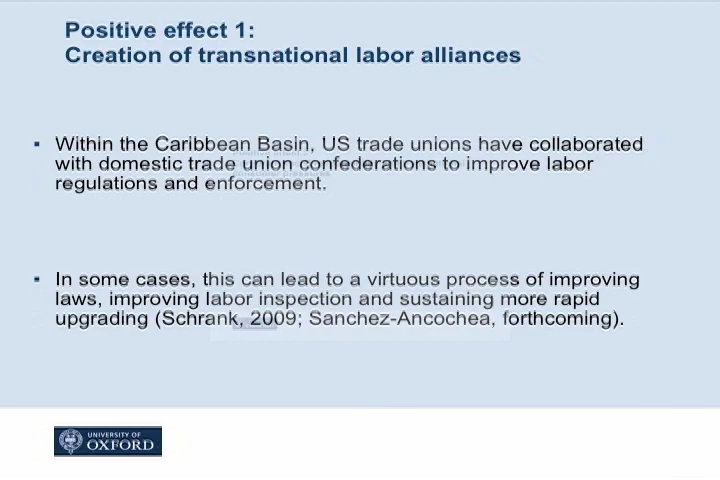 Positive effect 1:
Creation of transnational labor alliances
▪ Within the Caribbean Basin, US trade unions have collaborated
with domestic trade union confederations to improve labor
regulations and enforcement.
▪ In some cases, this can lead to a virtuous process of improving
laws, improving labor inspection and sustaining more rapid
upgrading (Schrank, 2009; Sanchez-Ancochea, forthcoming).
UNIVERSITY OF
OXFORD